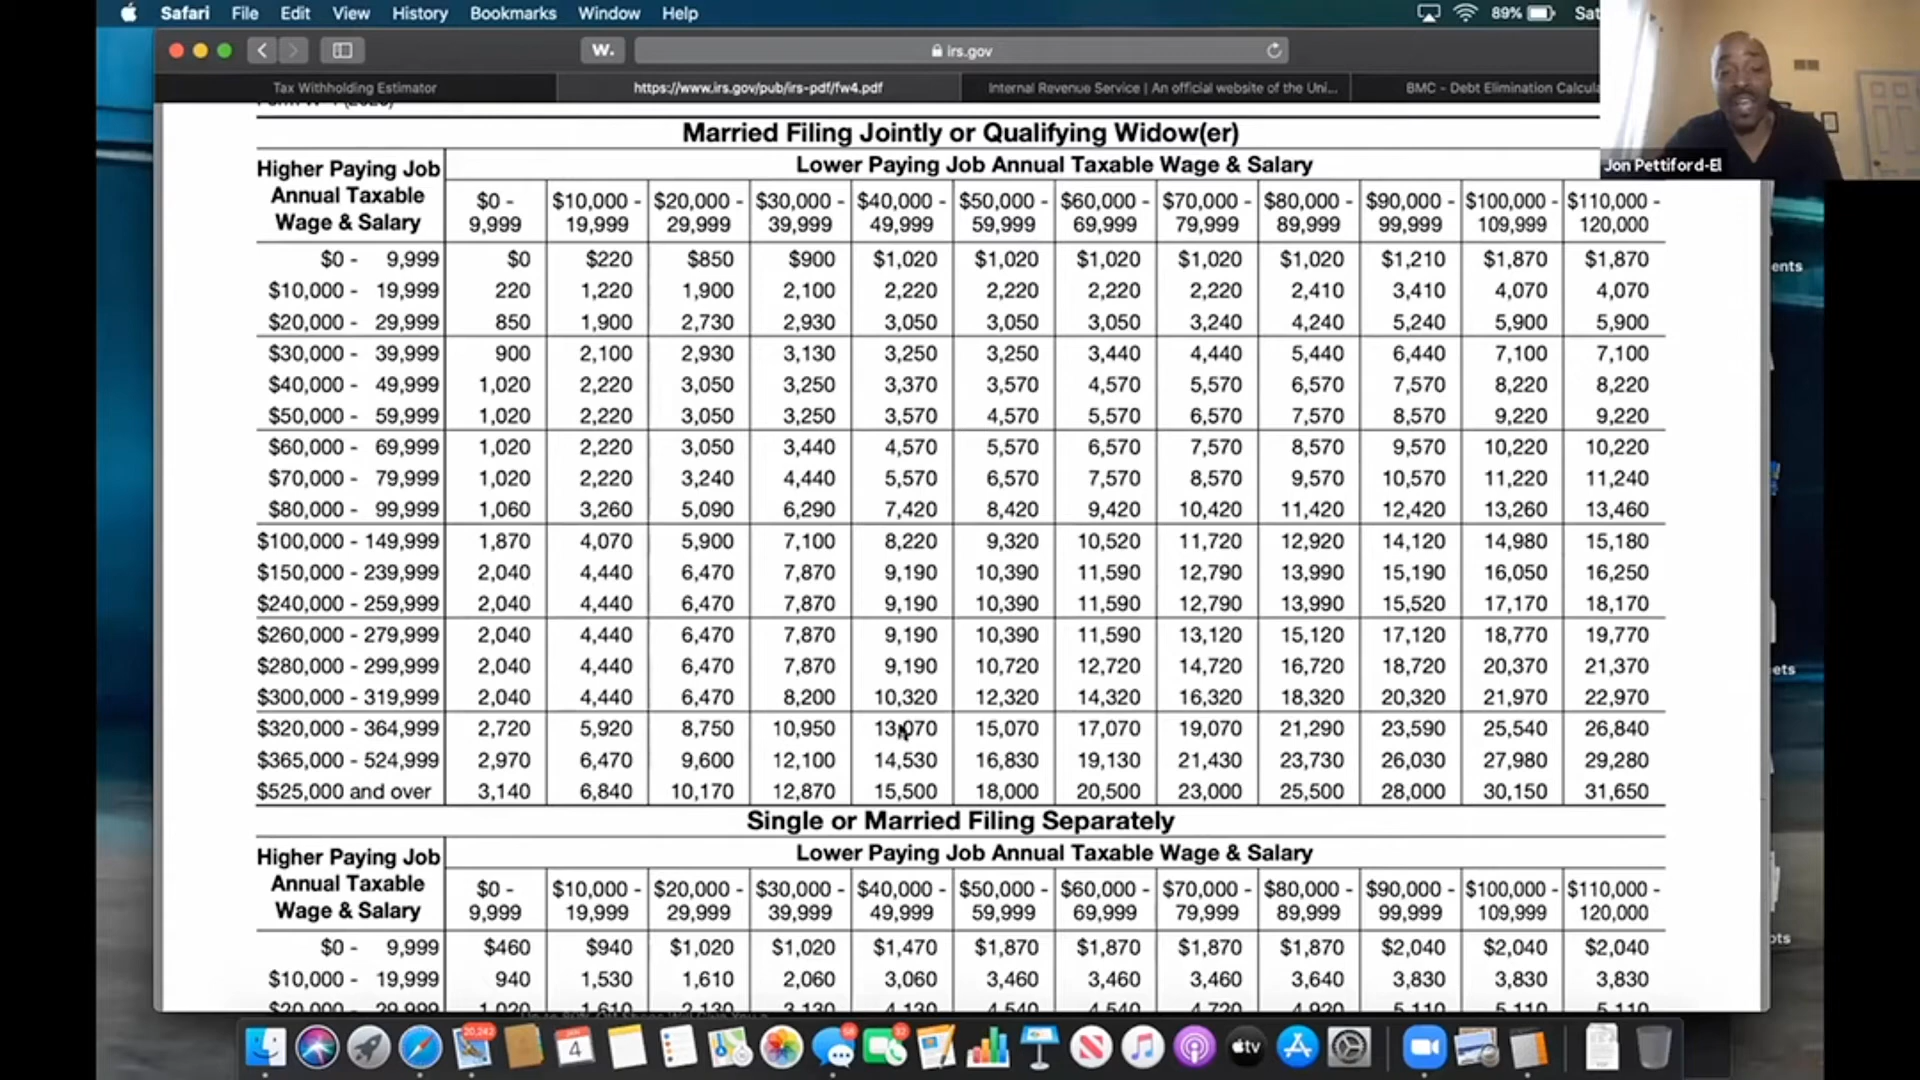 Safari File Edit View History Bookmarks Window Help 89% Sat
W. irs.gov
Tax Withholding Estimator https://www.irs.gov/pub/irs-pdf/fw4.pdf Internal Revenue Service | An official website of the Uni... BMC - Debt Elimination Calcula
Jon Pettiford-El
Married Filing Jointly or Qualifying Widow(er)
Higher Paying Job Annual Taxable Wage & Salary
Lower Paying Job Annual Taxable Wage & Salary
$0 - 9,999 $10,000 - 19,999 $20,000 - 29,999 $30,000 - 39,999 $40,000 - 49,999 $50,000 - 59,999 $60,000 - 69,999 $70,000 - 79,999 $80,000 - 89,999 $90,000 - 99,999 $100,000 - 109,999 $110,000 - 120,000
$0 - 9,999 $0 $220 $850 $900 $1,020 $1,020 $1,020 $1,020 $1,020 $1,210 $1,870 $1,870
$10,000 - 19,999 220 1,220 1,900 2,100 2,220 2,220 2,220 2,220 2,410 3,410 4,070 4,070
$20,000 - 29,999 850 1,900 2,730 2,930 3,050 3,050 3,050 3,240 4,240 5,240 5,900 5,900
$30,000 - 39,999 900 2,100 2,930 3,130 3,250 3,250 3,440 4,440 5,440 6,440 7,100 7,100
$40,000 - 49,999 1,020 2,220 3,050 3,250 3,370 3,570 4,570 5,570 6,570 7,570 8,220 8,220
$50,000 - 59,999 1,020 2,220 3,050 3,250 3,570 4,570 5,570 6,570 7,570 8,570 9,220 9,220
$60,000 - 69,999 1,020 2,220 3,050 3,440 4,570 5,570 6,570 7,570 8,570 9,570 10,220 10,220
$70,000 - 79,999 1,020 2,220 3,240 4,440 5,570 6,570 7,570 8,570 9,570 10,570 11,220 11,240
$80,000 - 99,999 1,060 3,260 5,090 6,290 7,420 8,420 9,420 10,420 11,420 12,420 13,260 13,460
$100,000 - 149,999 1,870 4,070 5,900 7,100 8,220 9,320 10,520 11,720 12,920 14,120 14,980 15,180
$150,000 - 239,999 2,040 4,440 6,470 7,870 9,190 10,390 11,590 12,790 13,990 15,190 16,050 16,250
$240,000 - 259,999 2,040 4,440 6,470 7,870 9,190 10,390 11,590 12,790 13,990 15,520 17,170 18,170
$260,000 - 279,999 2,040 4,440 6,470 7,870 9,190 10,390 11,590 13,120 15,120 17,120 18,770 19,770
$280,000 - 299,999 2,040 4,440 6,470 7,870 9,190 10,720 12,720 14,720 16,720 18,720 20,370 21,370
$300,000 - 319,999 2,040 4,440 6,470 8,200 10,320 12,320 14,320 16,320 18,320 20,320 21,970 22,970
$320,000 - 364,999 2,720 5,920 8,750 10,950 13,070 15,070 17,070 19,070 21,290 23,590 25,540 26,840
$365,000 - 524,999 2,970 6,470 9,600 12,100 14,530 16,830 19,130 21,430 23,730 26,030 27,980 29,280
$525,000 and over 3,140 6,840 10,170 12,870 15,500 18,000 20,500 23,000 25,500 28,000 30,150 31,650
Single or Married Filing Separately
Higher Paying Job Annual Taxable Wage & Salary
Lower Paying Job Annual Taxable Wage & Salary
$0 - 9,999 $10,000 - 19,999 $20,000 - 29,999 $30,000 - 39,999 $40,000 - 49,999 $50,000 - 59,999 $60,000 - 69,999 $70,000 - 79,999 $80,000 - 89,999 $90,000 - 99,999 $100,000 - 109,999 $110,000 - 120,000
$0 - 9,999 $460 $940 $1,020 $1,020 $1,470 $1,870 $1,870 $1,870 $1,870 $2,040 $2,040 $2,040
$10,000 - 19,999 940 1,530 1,610 2,060 3,060 3,460 3,460 3,460 3,640 3,830 3,830 3,830
$20,000 - 29,999 1,020 1,610 2,130 3,130 4,130 4,540 4,540 4,720 4,920 5,110 5,110 5,110
ents
ets
ots
20,242
4
tv